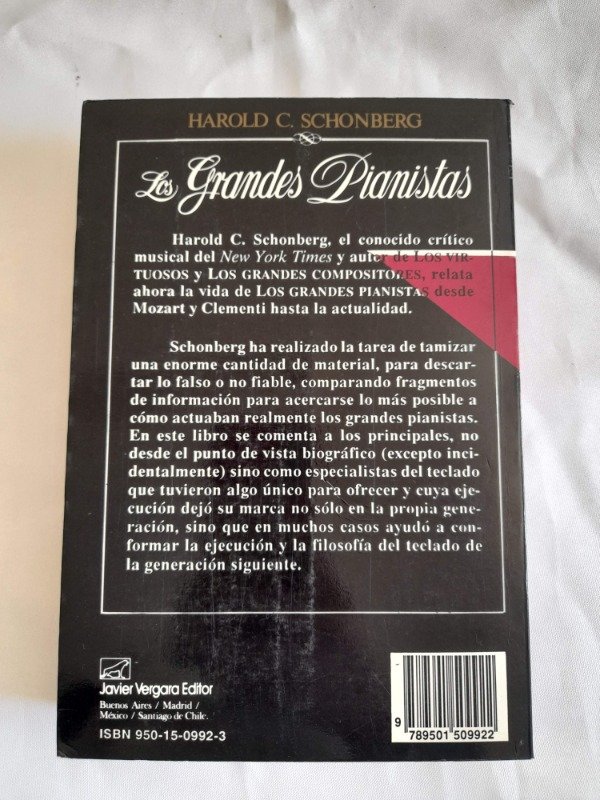 HAROLD C. SCHONBERG
Los Grandes Pianistas
Harold C. Schonberg, el conocido crítico
musical del New York Times y autor de LOS VIR-
TUOSOS y LOS GRANDES COMPOSITORES, relata
ahora la vida de LOS GRANDES PIANISTAS desde
Mozart y Clementi hasta la actualidad.
Schonberg ha realizado la tarea de tamizar
una enorme cantidad de material, para descar-
tar lo falso o no fiable, comparando fragmentos
de información para acercarse lo más posible a
cómo actuaban realmente los grandes pianistas.
En este libro se comenta a los principales, no
desde el punto de vista biográfico (excepto inci-
dentalmente) sino como especialistas del teclado
que tuvieron algo único para ofrecer y cuya eje-
cución dejó su marca no sólo en la propia gene-
ración, sino que en muchos casos ayudó a con-
formar la ejecución y la filosofía del teclado de
la generación siguiente.
Javier Vergara Editor
Buenos Aires / Madrid /
México / Santiago de Chile.
ISBN 950-15-0992-3
9 789501 509922